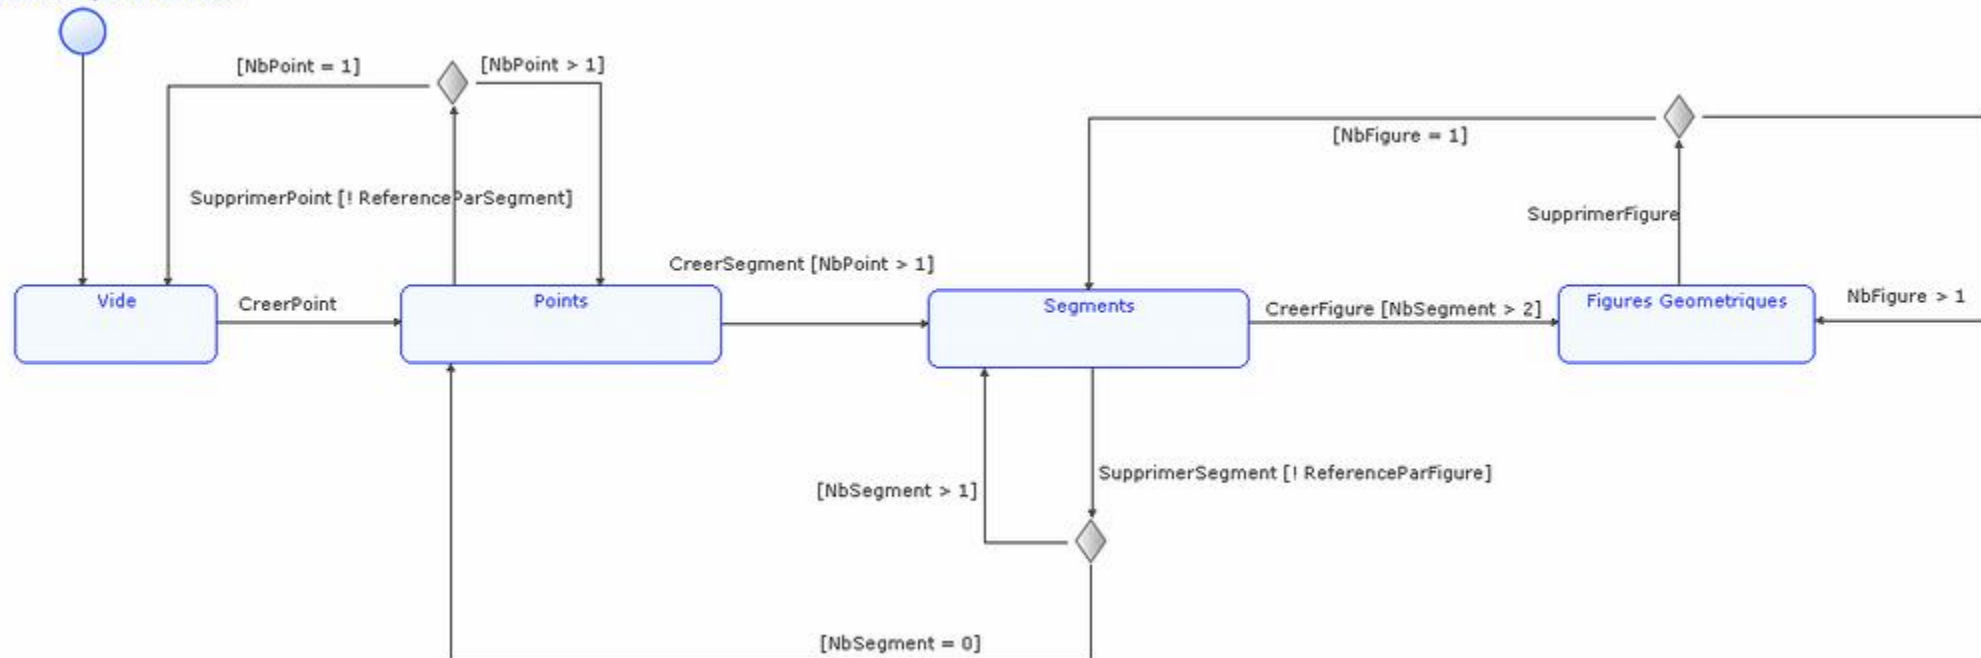 [NbPoint = 1]
[NbPoint > 1]
[NbFigure = 1]
SupprimerPoint [! ReferenceParSegment]
SupprimerFigure
CreerSegment [NbPoint > 1]
Vide
CreerPoint
Points
Segments
CreerFigure [NbSegment > 2]
Figures Geometriques
NbFigure > 1
SupprimerSegment [! ReferenceParFigure]
[NbSegment > 1]
[NbSegment = 0]